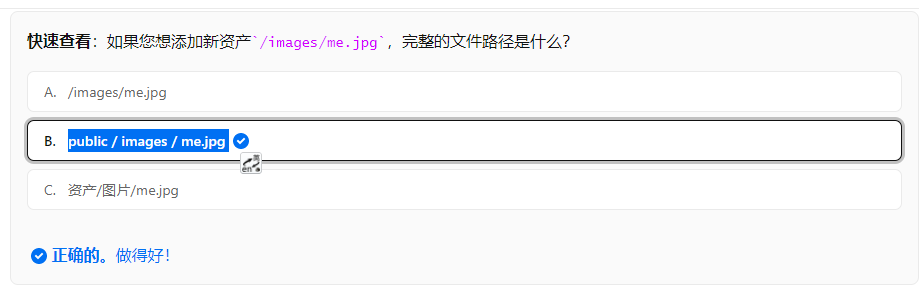 快速查看：如果您想添加新资产`/images/me.jpg`，完整的文件路径是什么？
A. /images/me.jpg
B. public / images / me.jpg
en
C. 资产/图片/me.jpg
正确的。做得好！